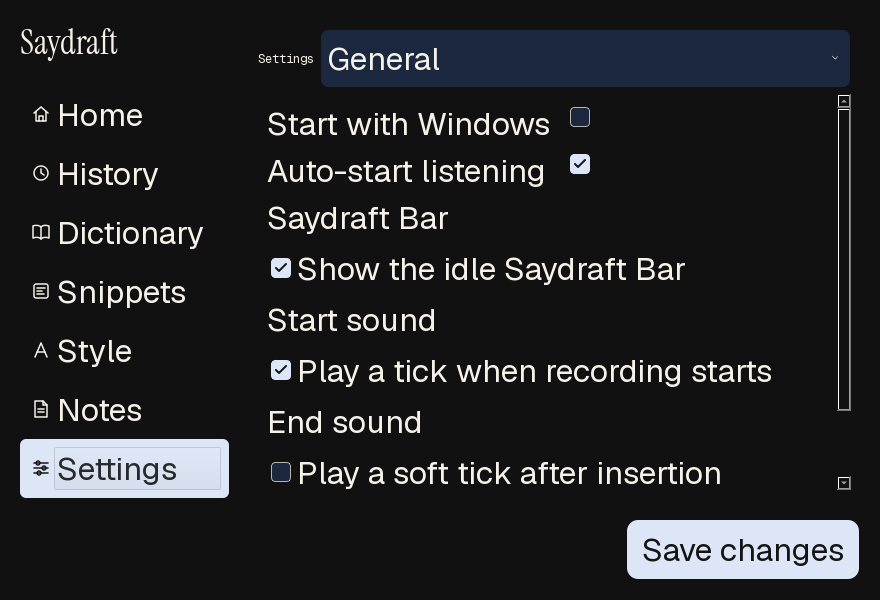 Saydraft
Settings
General
Home
History
Dictionary
Snippets
Style
Notes
Settings
Start with Windows
Auto-start listening
Saydraft Bar
Show the idle Saydraft Bar
Start sound
Play a tick when recording starts
End sound
Play a soft tick after insertion
Save changes